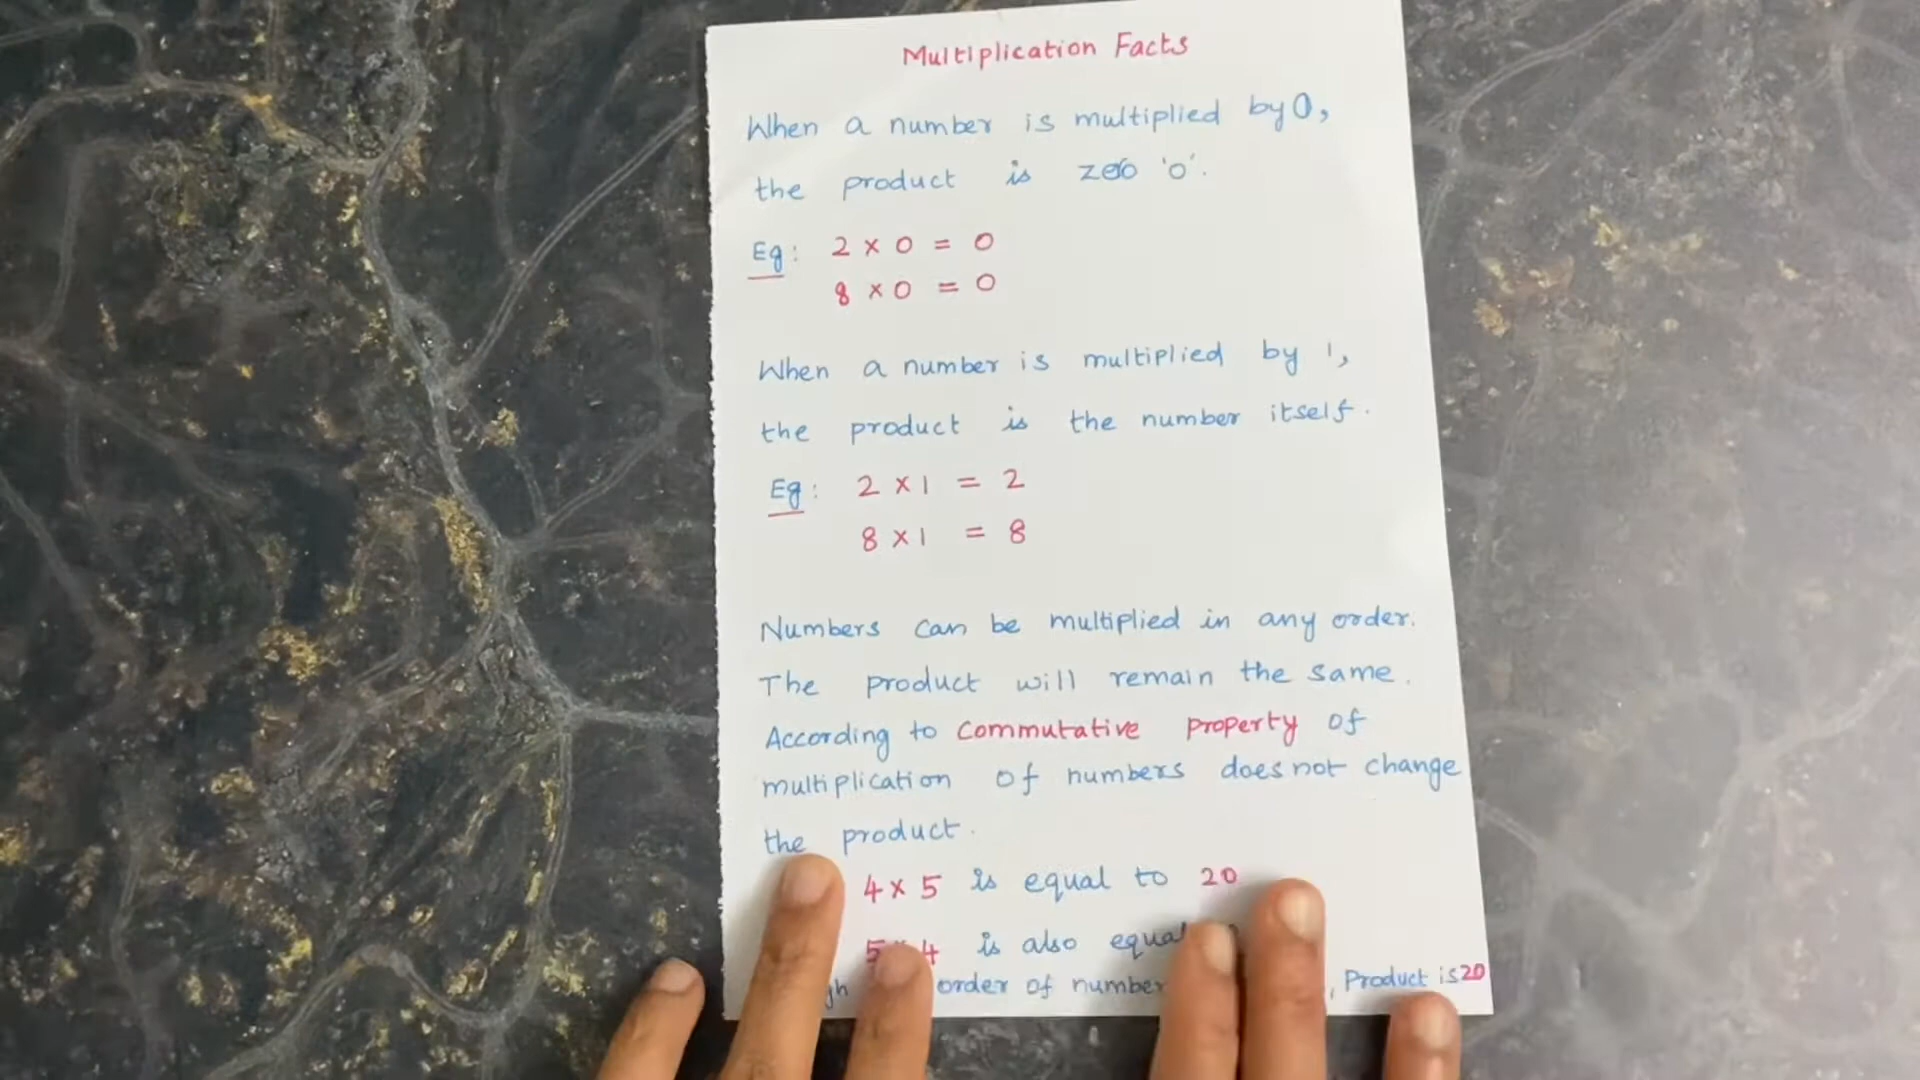 Multiplication Facts
When a number is multiplied by 0,
the product is zero '0'.
Eg: 2 × 0 = 0
8 × 0 = 0
When a number is multiplied by 1,
the product is the number itself.
Eg: 2 × 1 = 2
8 × 1 = 8
Numbers can be multiplied in any order.
The product will remain the same.
According to Commutative property of
multiplication of numbers does not change
the product.
4 × 5 is equal to 20
5 × 4 is also equal
order of number , Product is 20